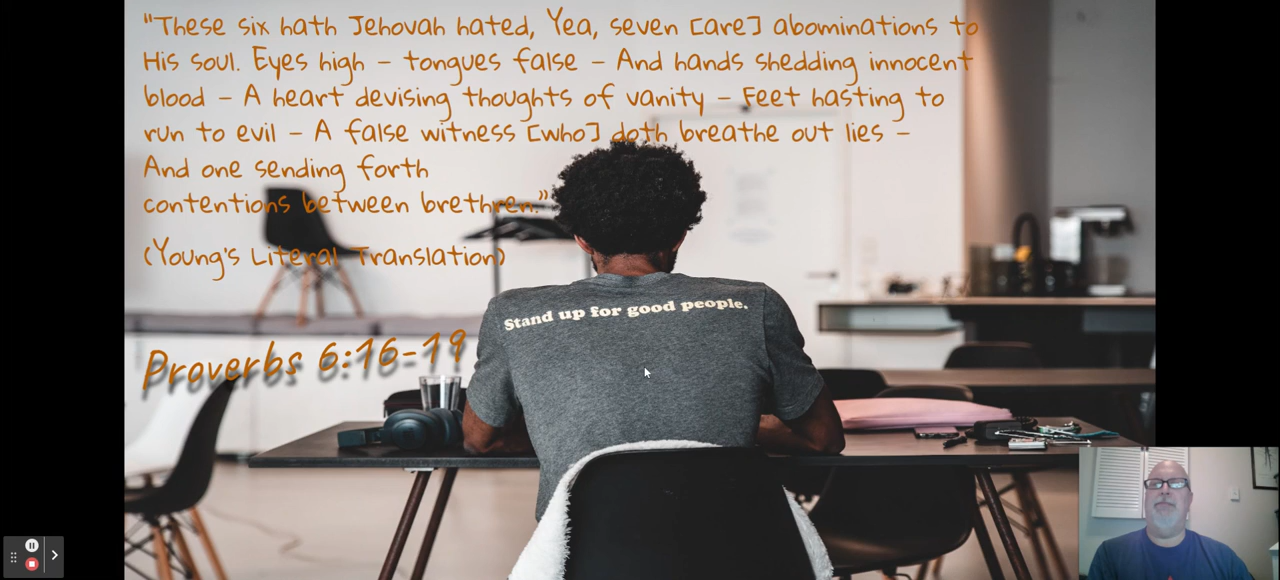 "These six hath Jehovah hated, Yea, seven [are] abominations to
His soul. Eyes high – tongues false – And hands shedding innocent
blood – A heart devising thoughts of vanity – Feet hasting to
run to evil – A false witness [who] doth breathe out lies –
And one sending forth
contentions between brethren."
(Young's Literal Translation)
Stand up for good people.
Proverbs 6:16-19